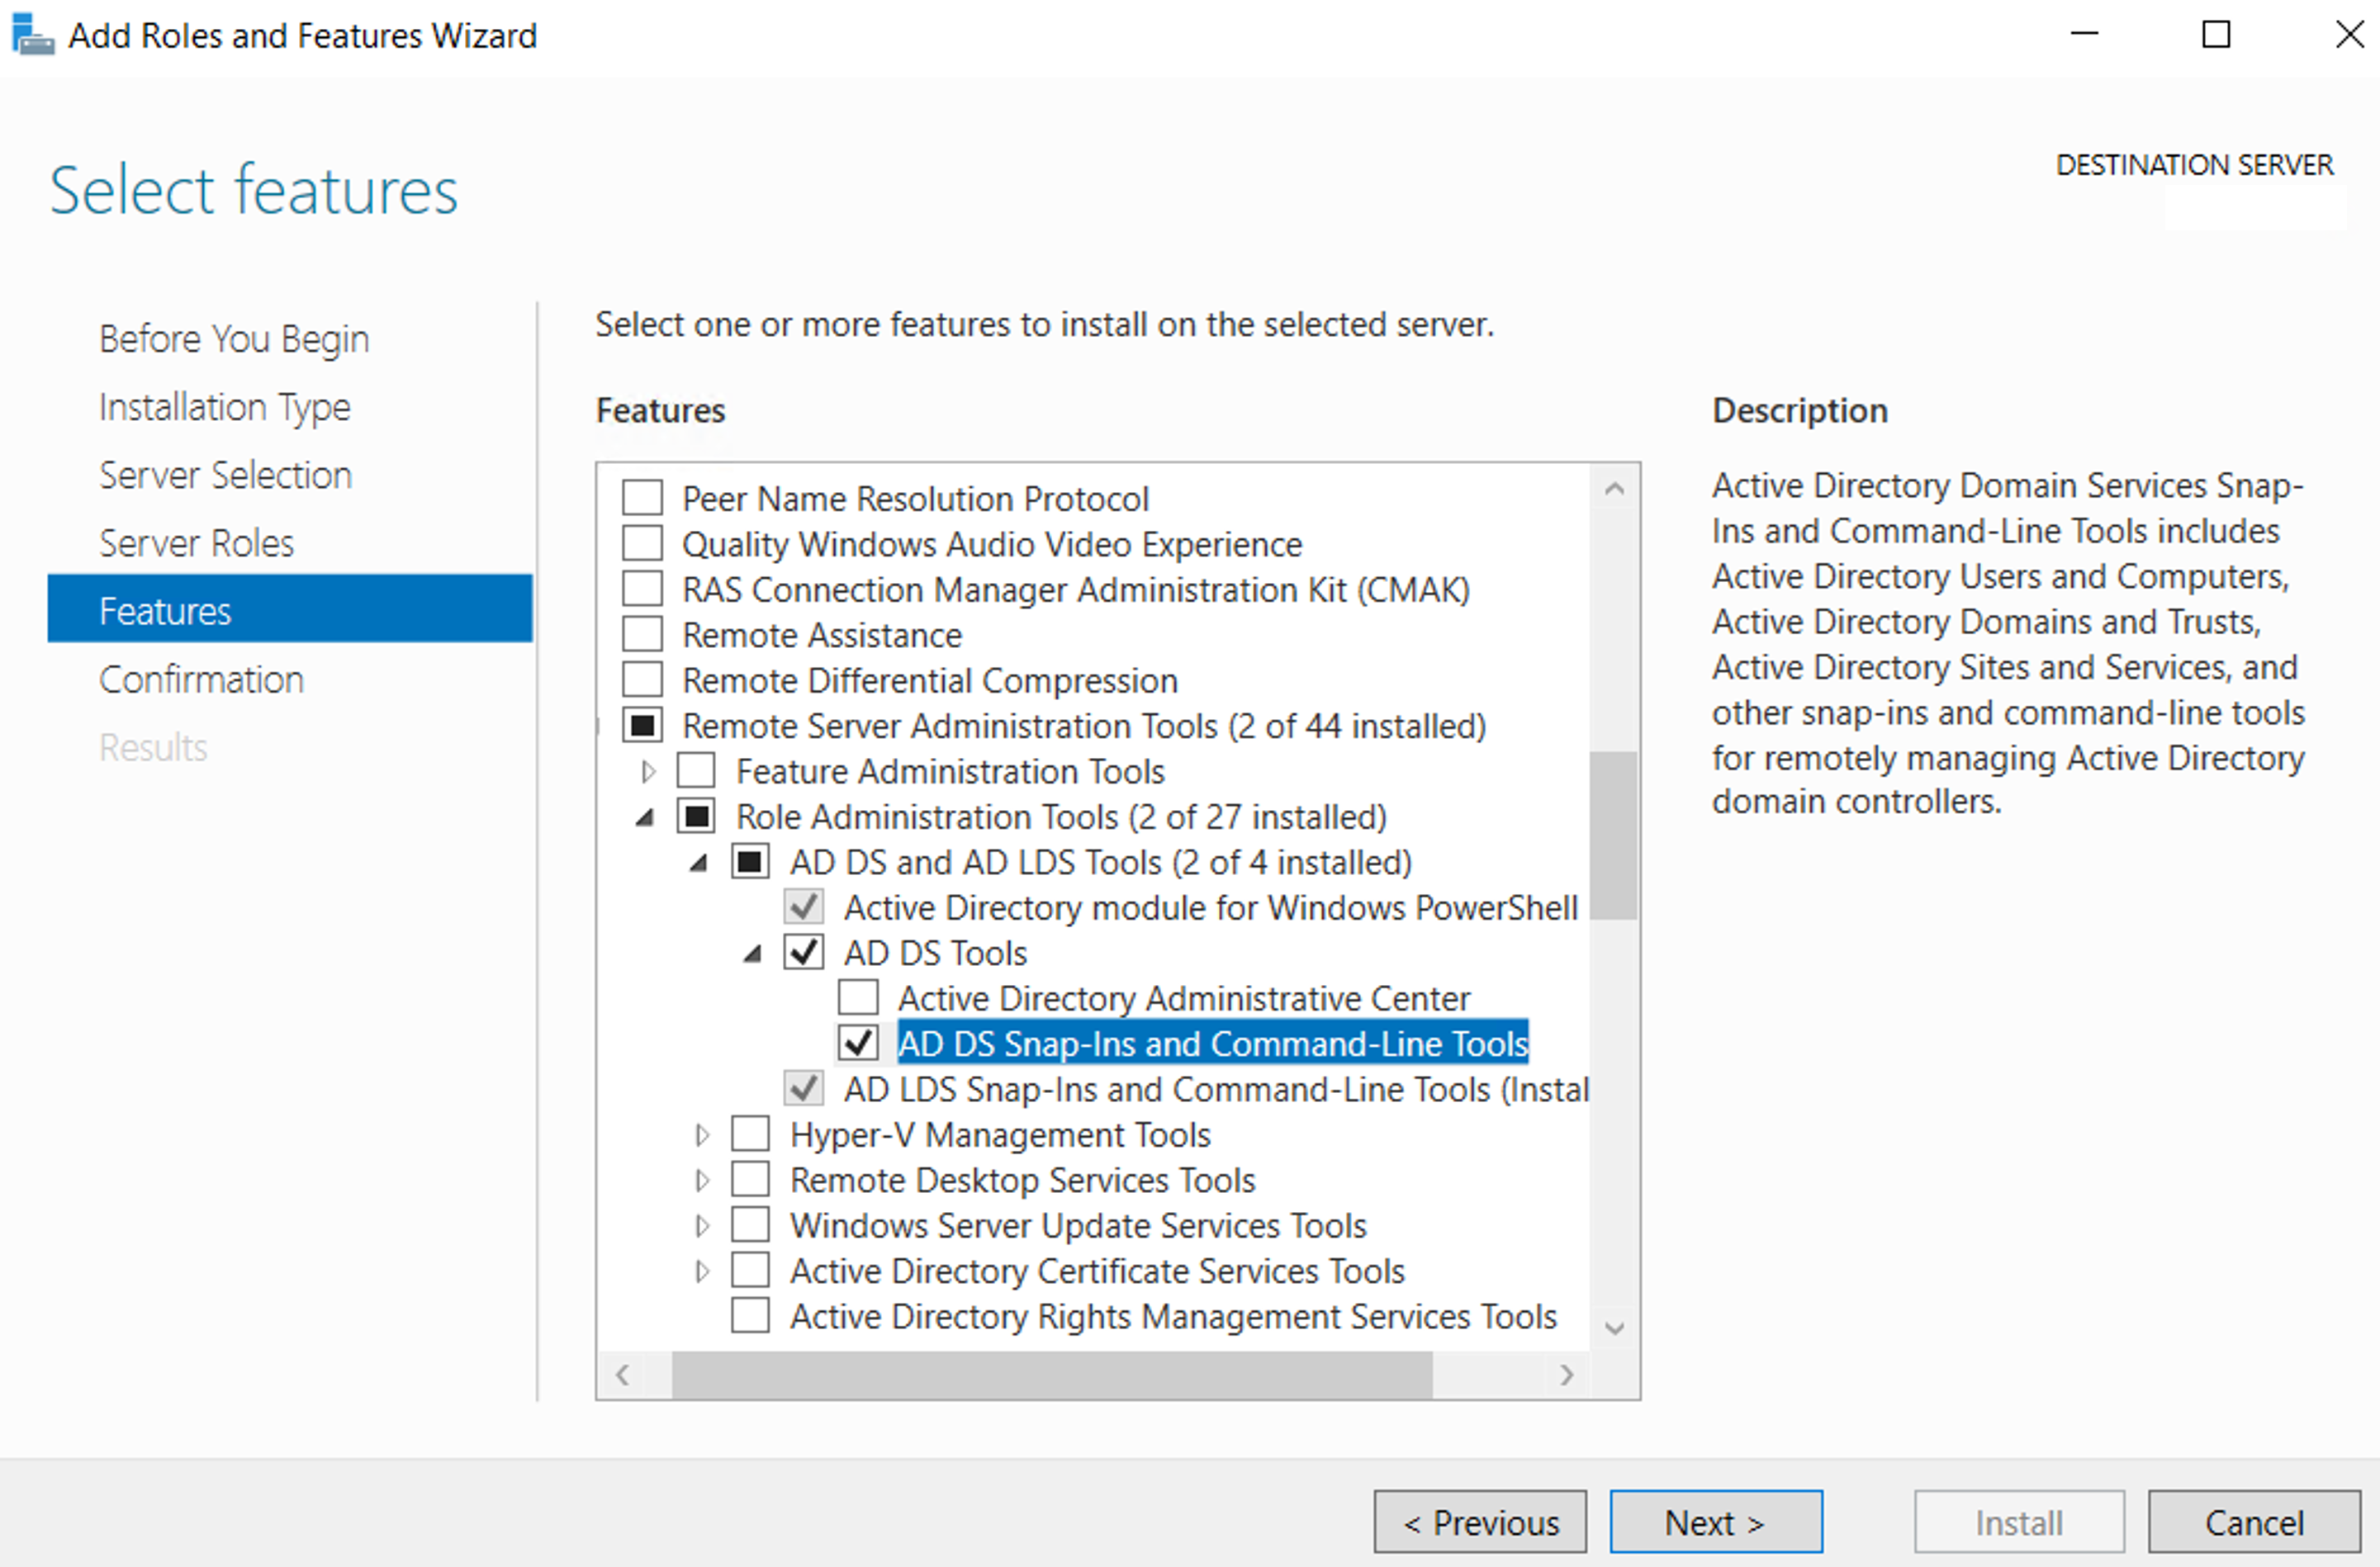 Add Roles and Features Wizard
Select features
DESTINATION SERVER
Before You Begin
Installation Type
Server Selection
Server Roles
Features
Confirmation
Results
Select one or more features to install on the selected server.
Features
Peer Name Resolution Protocol
Quality Windows Audio Video Experience
RAS Connection Manager Administration Kit (CMAK)
Remote Assistance
Remote Differential Compression
Remote Server Administration Tools (2 of 44 installed)
Feature Administration Tools
Role Administration Tools (2 of 27 installed)
AD DS and AD LDS Tools (2 of 4 installed)
Active Directory module for Windows PowerShell
AD DS Tools
Active Directory Administrative Center
AD DS Snap-Ins and Command-Line Tools
AD LDS Snap-Ins and Command-Line Tools (Instal
Hyper-V Management Tools
Remote Desktop Services Tools
Windows Server Update Services Tools
Active Directory Certificate Services Tools
Active Directory Rights Management Services Tools
Description
Active Directory Domain Services Snap-
Ins and Command-Line Tools includes
Active Directory Users and Computers,
Active Directory Domains and Trusts,
Active Directory Sites and Services, and
other snap-ins and command-line tools
for remotely managing Active Directory
domain controllers.
< Previous
Next >
Install
Cancel